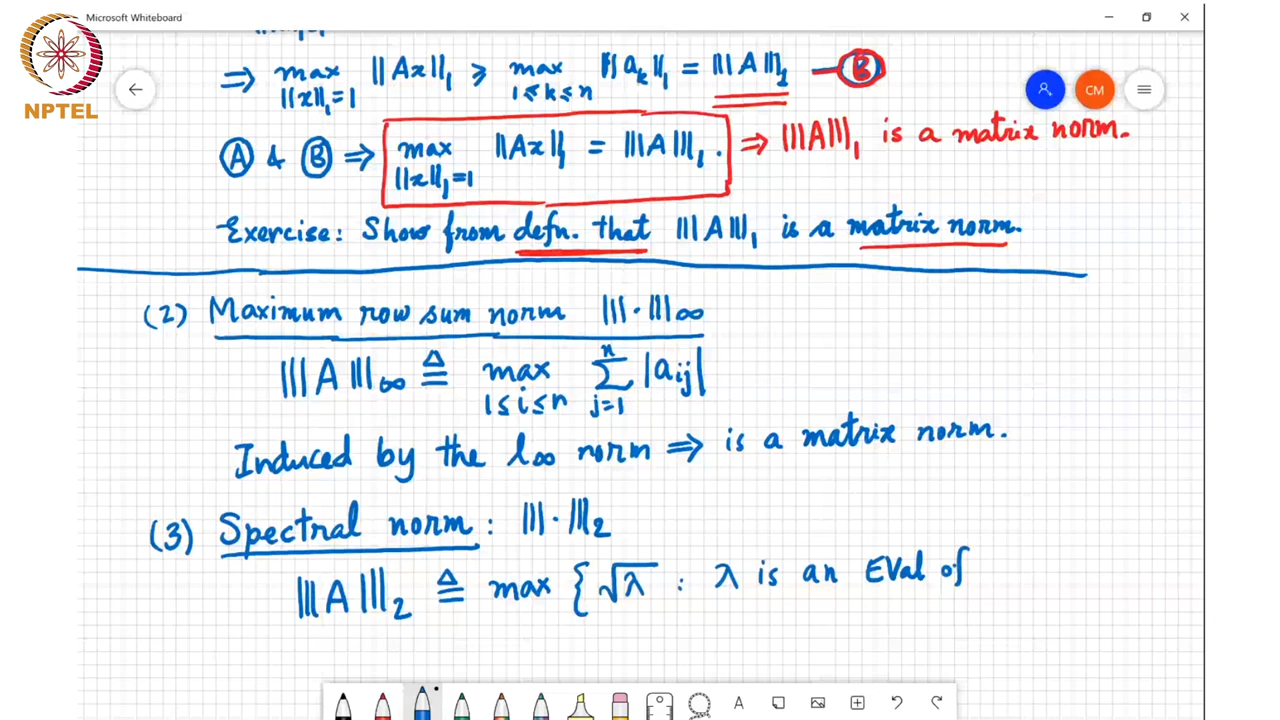 Microsoft Whiteboard
NPTEL
CM
⇒ max ||x||₁=1 ||Ax||₁ ⩾ max 1≤k≤n ||a_k||₁ = |||A|||₁ — Ⓑ
Ⓐ & Ⓑ ⇒ max ||x||₁=1 ||Ax||₁ = |||A|||₁. ⇒ |||A|||₁ is a matrix norm.
Exercise: Show from defn. that |||A|||₁ is a matrix norm.
(2) Maximum row sum norm |||·|||∞
|||A|||∞ ≜ max 1≤i≤n ∑ j=1 n |a_ij|
Induced by the l∞ norm ⇒ is a matrix norm.
(3) Spectral norm: |||·|||₂
|||A|||₂ ≜ max {√λ : λ is an EVal of
A